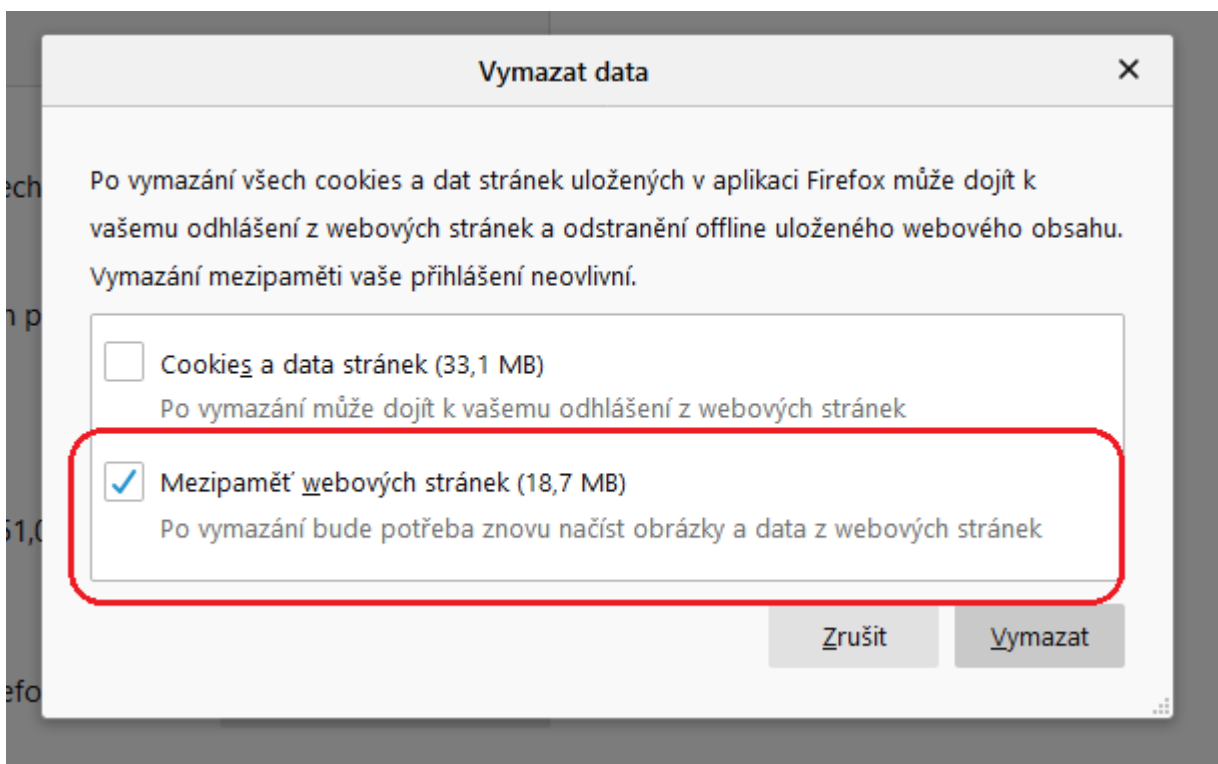 Vymazat data
Po vymazání všech cookies a dat stránek uložených v aplikaci Firefox může dojít k
vašemu odhlášení z webových stránek a odstranění offline uloženého webového obsahu.
Vymazání mezipaměti vaše přihlášení neovlivní.
Cookies a data stránek (33,1 MB)
Po vymazání může dojít k vašemu odhlášení z webových stránek
Mezipaměť webových stránek (18,7 MB)
Po vymazání bude potřeba znovu načíst obrázky a data z webových stránek
Zrušit
Vymazat